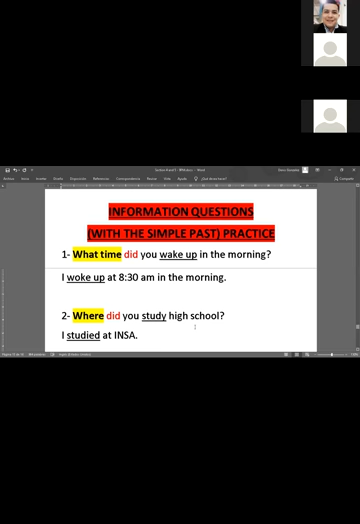 INFORMATION QUESTIONS
(WITH THE SIMPLE PAST) PRACTICE
1- What time did you wake up in the morning?
I woke up at 8:30 am in the morning.
2- Where did you study high school?
I studied at INSA.